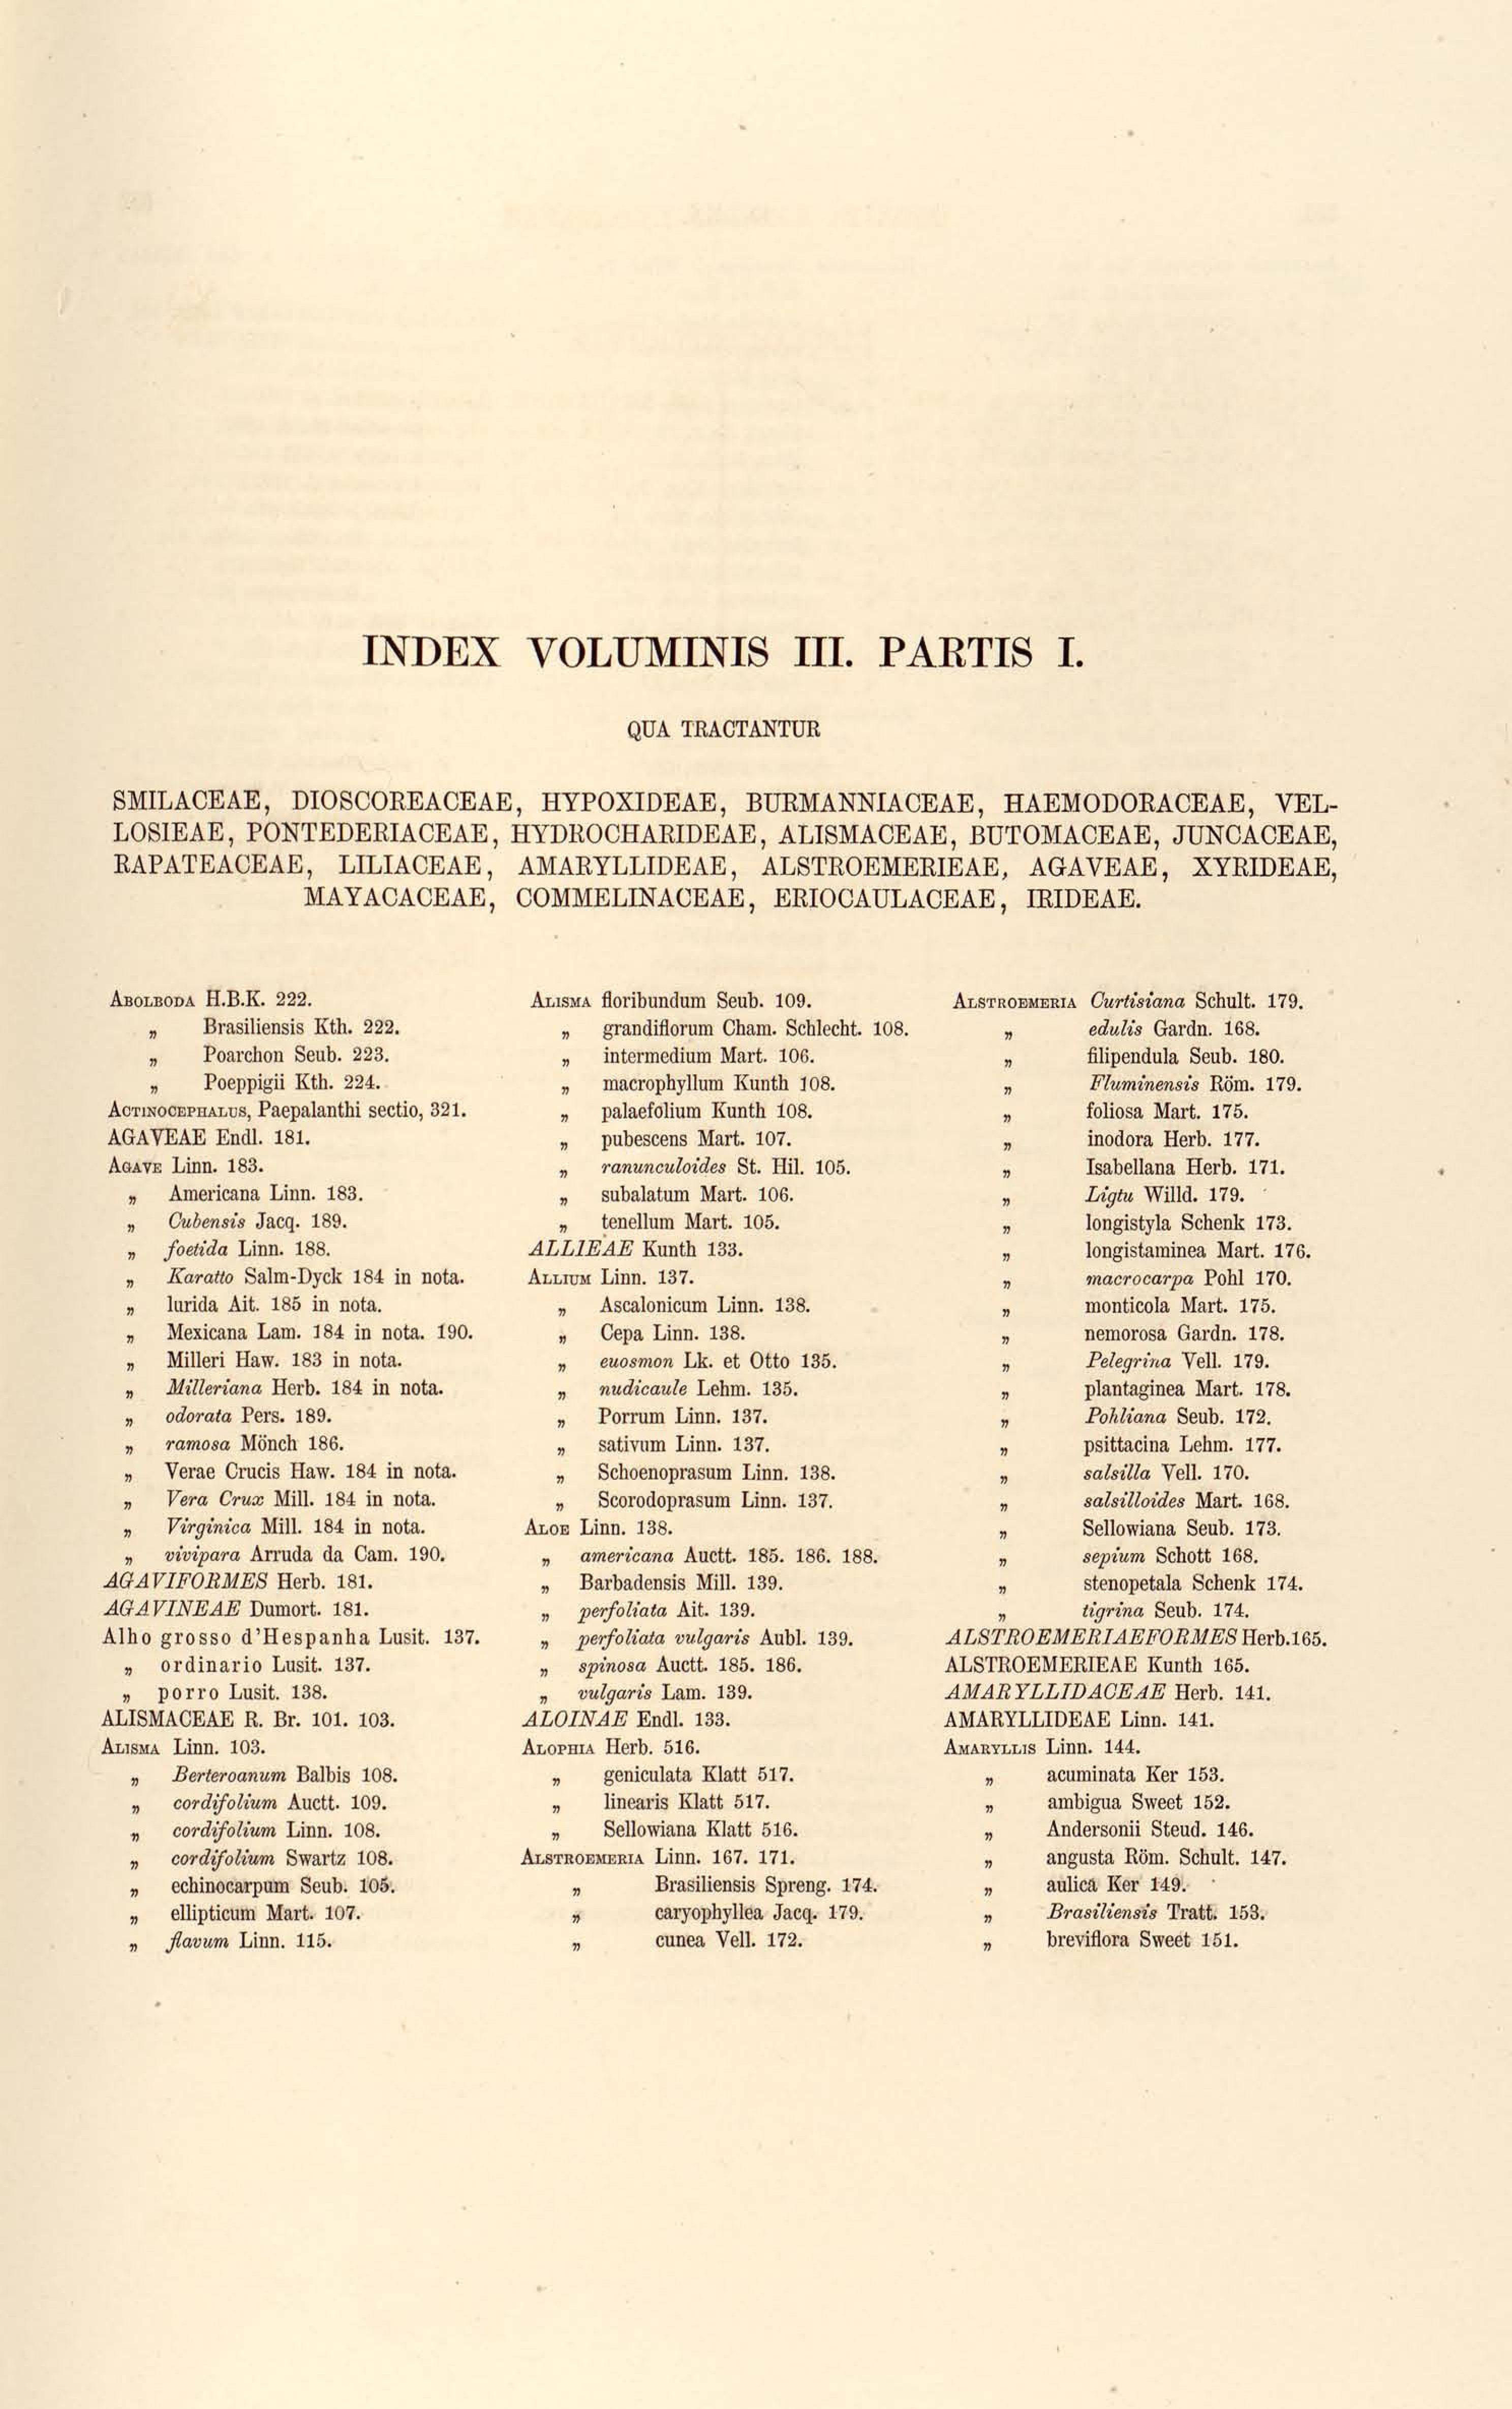 INDEX VOLUMINIS III. PARTIS I.
QUA TRACTANTUR
SMILACEAE, DIOSCOREACEAE, HYPOXIDEAE, BURMANNIACEAE, HAEMODORACEAE, VEL-
LOSIEAE, PONTEDERIACEAE, HYDROCHARIDEAE, ALISMACEAE, BUTOMACEAE, JUNCACEAE,
RAPATEACEAE, LILIACEAE, AMARYLLIDEAE, ALSTROEMERIEAE, AGAVEAE, XYRIDEAE,
MAYACACEAE, COMMELINACEAE, ERIOCAULACEAE, IRIDEAE.
ABOLBODA H.B.K. 222.
„ Brasiliensis Kth. 222.
„ Poarchon Seub. 223.
„ Poeppigii Kth. 224.
ACTINOCEPHALUS, Paepalanthi sectio, 321.
AGAVEAE Endl. 181.
AGAVE Linn. 183.
„ Americana Linn. 183.
„ Cubensis Jacq. 189.
„ foetida Linn. 188.
„ Karatto Salm-Dyck 184 in nota.
„ lurida Ait. 185 in nota.
„ Mexicana Lam. 184 in nota. 190.
„ Milleri Haw. 183 in nota.
„ Milleriana Herb. 184 in nota.
„ odorata Pers. 189.
„ ramosa Mönch 186.
„ Verae Crucis Haw. 184 in nota.
„ Vera Crux Mill. 184 in nota.
„ Virginica Mill. 184 in nota.
„ vivipara Arruda da Cam. 190.
AGAVIFORMES Herb. 181.
AGAVINEAE Dumort. 181.
Alho grosso d'Hespanha Lusit. 137.
„ ordinario Lusit. 137.
„ porro Lusit. 138.
ALISMACEAE R. Br. 101. 103.
ALISMA Linn. 103.
„ Berteroanum Balbis 108.
„ cordifolium Auctt. 109.
„ cordifolium Linn. 108.
„ cordifolium Swartz 108.
„ echinocarpum Seub. 105.
„ ellipticum Mart. 107.
„ flavum Linn. 115.
ALISMA floribundum Seub. 109.
„ grandiflorum Cham. Schlecht. 108.
„ intermedium Mart. 106.
„ macrophyllum Kunth 108.
„ palaefolium Kunth 108.
„ pubescens Mart. 107.
„ ranunculoides St. Hil. 105.
„ subalatum Mart. 106.
„ tenellum Mart. 105.
ALLIEAE Kunth 133.
ALLIUM Linn. 137.
„ Ascalonicum Linn. 138.
„ Cepa Linn. 138.
„ euosmon Lk. et Otto 135.
„ nudicaule Lehm. 135.
„ Porrum Linn. 137.
„ sativum Linn. 137.
„ Schoenoprasum Linn. 138.
„ Scorodoprasum Linn. 137.
ALOE Linn. 138.
„ americana Auctt. 185. 186. 188.
„ Barbadensis Mill. 139.
„ perfoliata Ait. 139.
„ perfoliata vulgaris Aubl. 139.
„ spinosa Auctt. 185. 186.
„ vulgaris Lam. 139.
ALOINAE Endl. 133.
ALOPHIA Herb. 516.
„ geniculata Klatt 517.
„ linearis Klatt 517.
„ Sellowiana Klatt 516.
ALSTROEMERIA Linn. 167. 171.
„ Brasiliensis Spreng. 174.
„ caryophyllea Jacq. 179.
„ cunea Vell. 172.
ALSTROEMERIA Curtisiana Schult. 179.
„ edulis Gardn. 168.
„ filipendula Seub. 180.
„ Fluminensis Röm. 179.
„ foliosa Mart. 175.
„ inodora Herb. 177.
„ Isabellana Herb. 171.
„ Ligtu Willd. 179.
„ longistyla Schenk 173.
„ longistaminea Mart. 176.
„ macrocarpa Pohl 170.
„ monticola Mart. 175.
„ nemorosa Gardn. 178.
„ Pelegrina Vell. 179.
„ plantaginea Mart. 178.
„ Pohliana Seub. 172.
„ psittacina Lehm. 177.
„ salsilla Vell. 170.
„ salsilloides Mart. 168.
„ Sellowiana Seub. 173.
„ sepium Schott 168.
„ stenopetala Schenk 174.
„ tigrina Seub. 174.
ALSTROEMERIAEFORMES Herb.165.
ALSTROEMERIEAE Kunth 165.
AMARYLLIDACEAE Herb. 141.
AMARYLLIDEAE Linn. 141.
AMARYLLIS Linn. 144.
„ acuminata Ker 153.
„ ambigua Sweet 152.
„ Andersonii Steud. 146.
„ angusta Röm. Schult. 147.
„ aulica Ker 149.
„ Brasiliensis Tratt. 153.
„ breviflora Sweet 151.